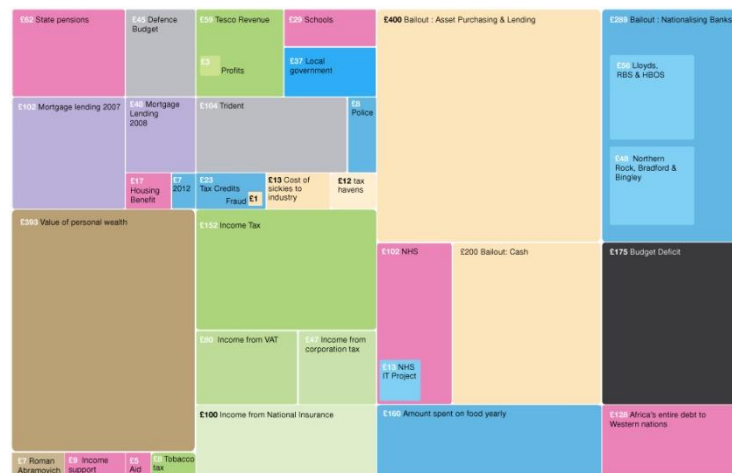 £62 State pensions
£45 Defence
Budget
£59 Tesco Revenue
£3
Profits
£29 Schools
£37 Local
government
£400 Bailout : Asset Purchasing & Lending
£289 Bailout : Nationalising Banks
£56 Lloyds,
RBS & HBOS
£48 Northern
Rock, Bradford &
Bingley
£102 Mortgage lending 2007
£40 Mortgage
Lending
2008
£104 Trident
£8
Police
£17
Housing
Benefit
£7
2012
£23
Tax Credits
Fraud £1
£13 Cost of
sickies to
industry
£12 tax
havens
£393 Value of personal wealth
£152 Income Tax
£102 NHS
£13 NHS
IT Project
£200 Bailout: Cash
£175 Budget Deficit
£80 Income from VAT
£47 Income from
corporation tax
£100 Income from National Insurance
£160 Amount spent on food yearly
£128 Africa's entire debt to
Western nations
£7 Roman
Abramovich
£9 Income
support
£5
Aid
Tobacco
tax